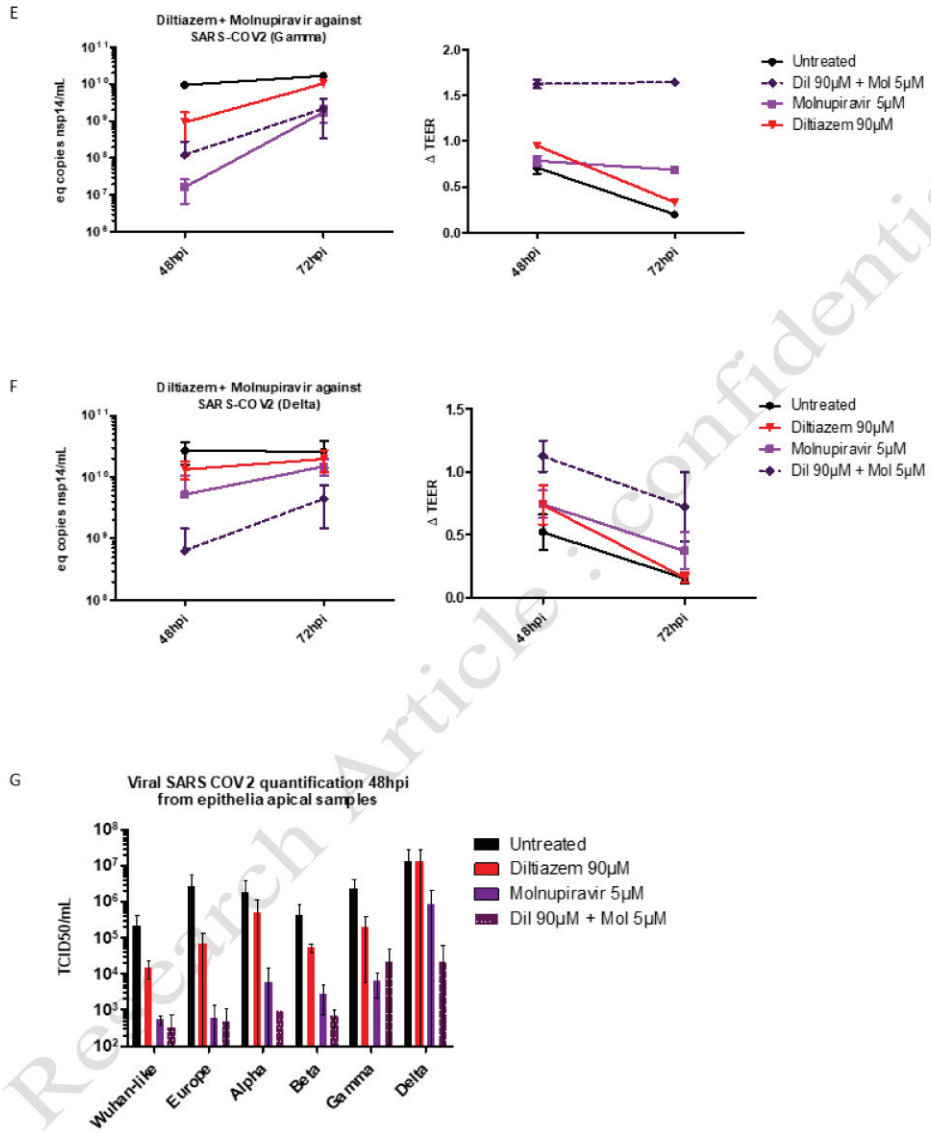 E
Diltiazem + Molnupiravir against
SARS-COV2 (Gamma)
eq copies nsp14/mL
10¹¹
10¹⁰
10⁹
10⁸
10⁷
10⁶
48hpi
72hpi
Δ TEER
2.0
1.5
1.0
0.5
0.0
48hpi
72hpi
Untreated
Dil 90µM + Mol 5µM
Molnupiravir 5µM
Diltiazem 90µM
F
Diltiazem + Molnupiravir against
SARS-COV2 (Delta)
eq copies nsp14/mL
10¹¹
10¹⁰
10⁹
10⁸
48hpi
72hpi
Δ TEER
1.5
1.0
0.5
0.0
48hpi
72hpi
Untreated
Diltiazem 90µM
Molnupiravir 5µM
Dil 90µM + Mol 5µM
G
Viral SARS COV2 quantification 48hpi
from epithelia apical samples
TCID50/mL
10⁸
10⁷
10⁶
10⁵
10⁴
10³
10²
Wuhan-like
Europe
Alpha
Beta
Gamma
Delta
Untreated
Diltiazem 90µM
Molnupiravir 5µM
Dil 90µM + Mol 5µM
Research Article : confidenti